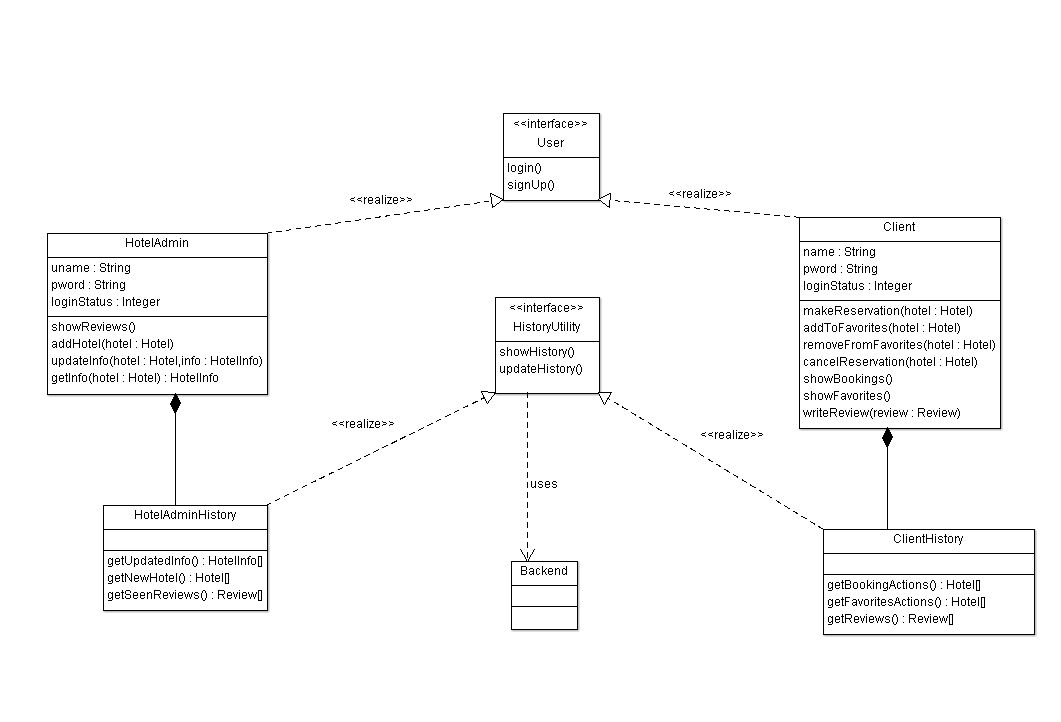 <<interface>>
User
login()
signUp()
<<realize>>
<<realize>>
HotelAdmin
uname : String
pword : String
loginStatus : Integer
showReviews()
addHotel(hotel : Hotel)
updateInfo(hotel : Hotel,info : HotelInfo)
getInfo(hotel : Hotel) : HotelInfo
Client
name : String
pword : String
loginStatus : Integer
makeReservation(hotel : Hotel)
addToFavorites(hotel : Hotel)
removeFromFavorites(hotel : Hotel)
cancelReservation(hotel : Hotel)
showBookings()
showFavorites()
writeReview(review : Review)
<<interface>>
HistoryUtility
showHistory()
updateHistory()
<<realize>>
<<realize>>
uses
HotelAdminHistory
getUpdatedInfo() : HotelInfo[]
getNewHotel() : Hotel[]
getSeenReviews() : Review[]
Backend
ClientHistory
getBookingActions() : Hotel[]
getFavoritesActions() : Hotel[]
getReviews() : Review[]